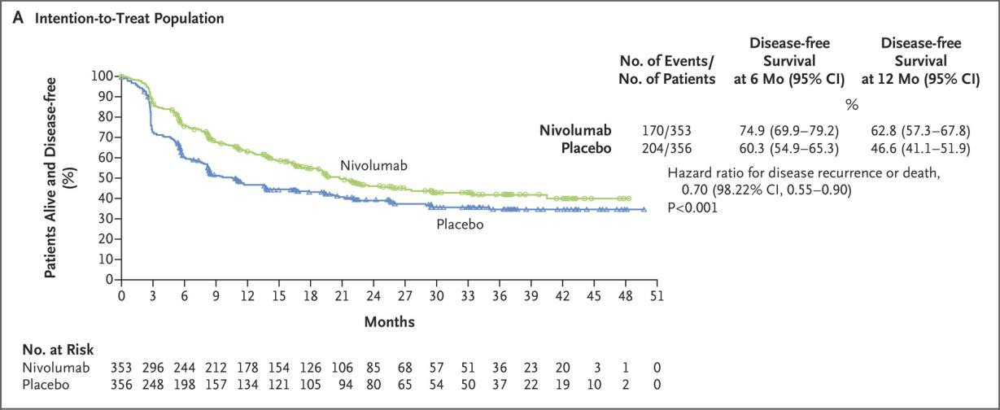 A Intention-to-Treat Population
No. of Events/
No. of Patients
Disease-free
Survival
at 6 Mo (95% CI)
Disease-free
Survival
at 12 Mo (95% CI)
%
Nivolumab 170/353 74.9 (69.9–79.2) 62.8 (57.3–67.8)
Placebo 204/356 60.3 (54.9–65.3) 46.6 (41.1–51.9)
Hazard ratio for disease recurrence or death,
0.70 (98.22% CI, 0.55–0.90)
P<0.001
Patients Alive and Disease-free
(%)
100
90
80
70
60
50
40
30
20
10
0
Nivolumab
Placebo
0 3 6 9 12 15 18 21 24 27 30 33 36 39 42 45 48 51
Months
No. at Risk
Nivolumab 353 296 244 212 178 154 126 106 85 68 57 51 36 23 20 3 1 0
Placebo 356 248 198 157 134 121 105 94 80 65 54 50 37 22 19 10 2 0